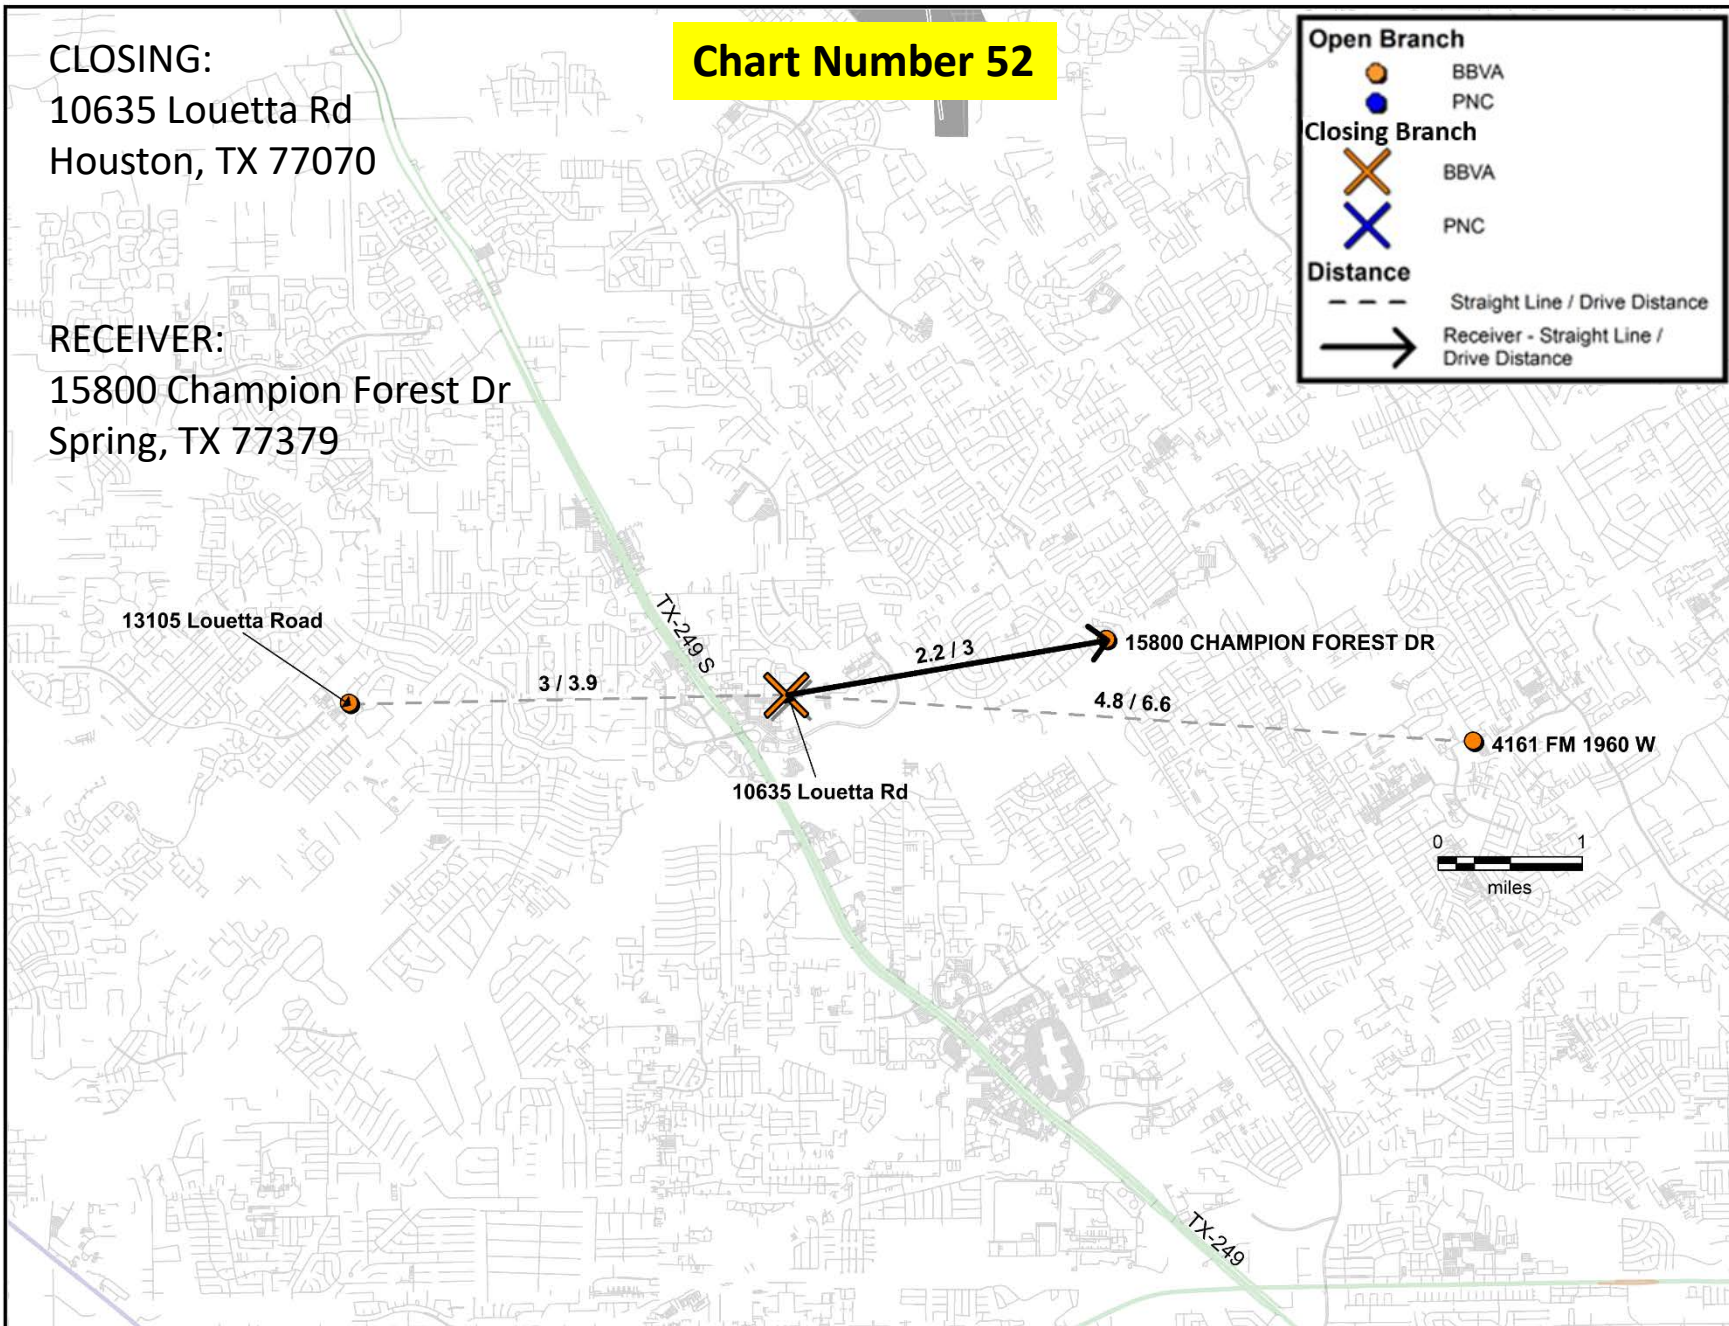 CLOSING:
10635 Louetta Rd
Houston, TX 77070
Chart Number 52
Open Branch
BBVA
PNC
Closing Branch
BBVA
PNC
Distance
Straight Line / Drive Distance
Receiver - Straight Line /
Drive Distance
RECEIVER:
15800 Champion Forest Dr
Spring, TX 77379
13105 Louetta Road
TX-249 S
3 / 3.9
2.2 / 3
15800 CHAMPION FOREST DR
4.8 / 6.6
4161 FM 1960 W
10635 Louetta Rd
0 1
miles
TX-249